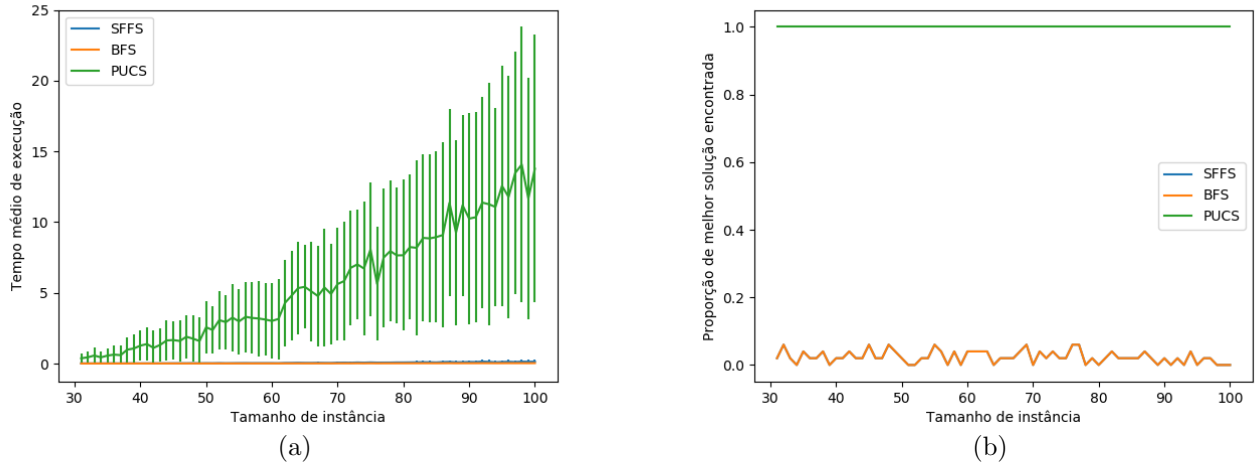 25
20
15
10
5
0
Tempo médio de execução
SFFS
BFS
PUCS
30 40 50 60 70 80 90 100
Tamanho de instância
(a)
1.0
0.8
0.6
0.4
0.2
0.0
Proporção de melhor solução encontrada
SFFS
BFS
PUCS
30 40 50 60 70 80 90 100
Tamanho de instância
(b)